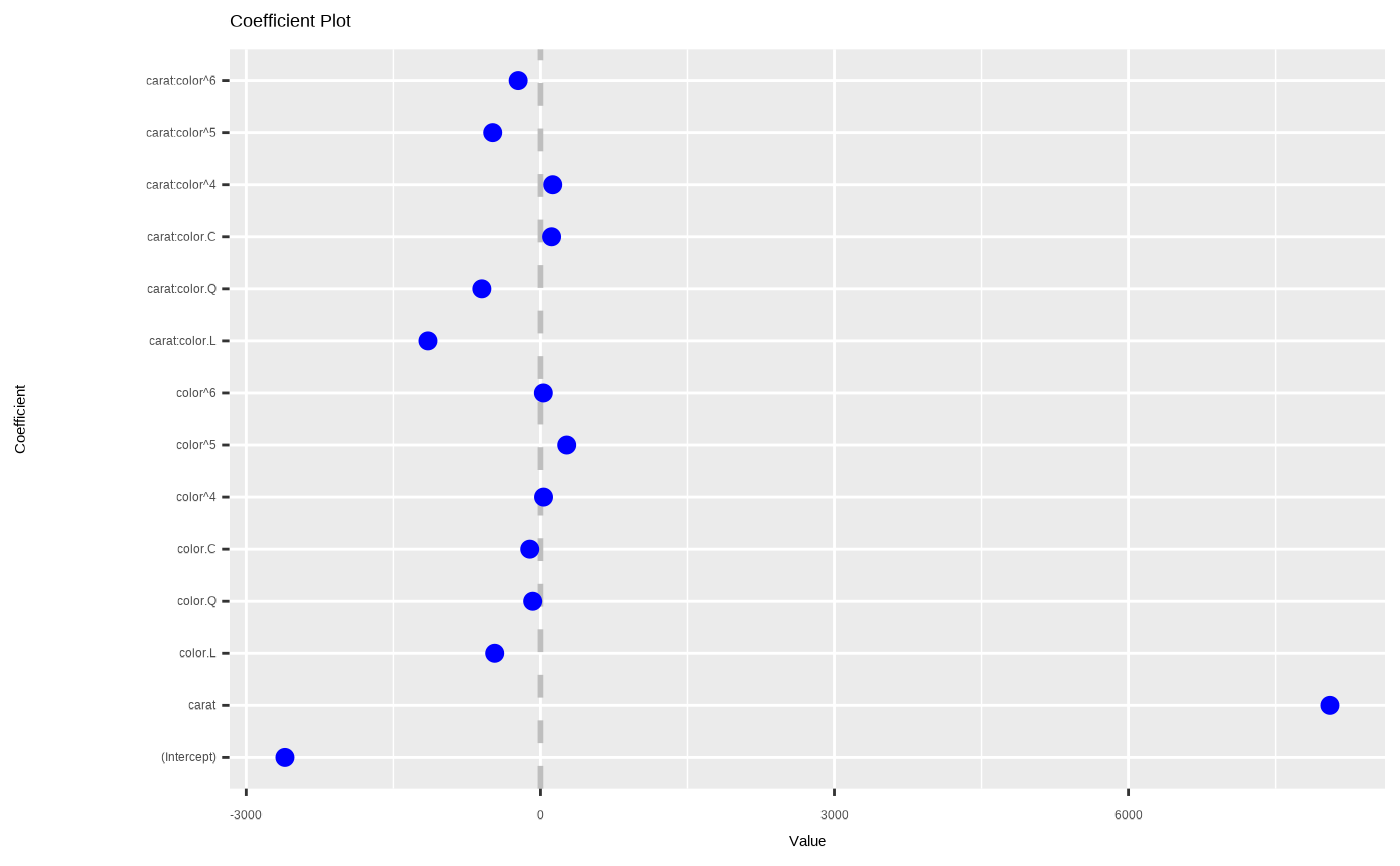 Coefficient Plot
carat:color^6
carat:color^5
carat:color^4
carat:color.C
carat:color.Q
carat:color.L
color^6
color^5
color^4
color.C
color.Q
color.L
carat
(Intercept)
Coefficient
-3000 0 3000 6000
Value